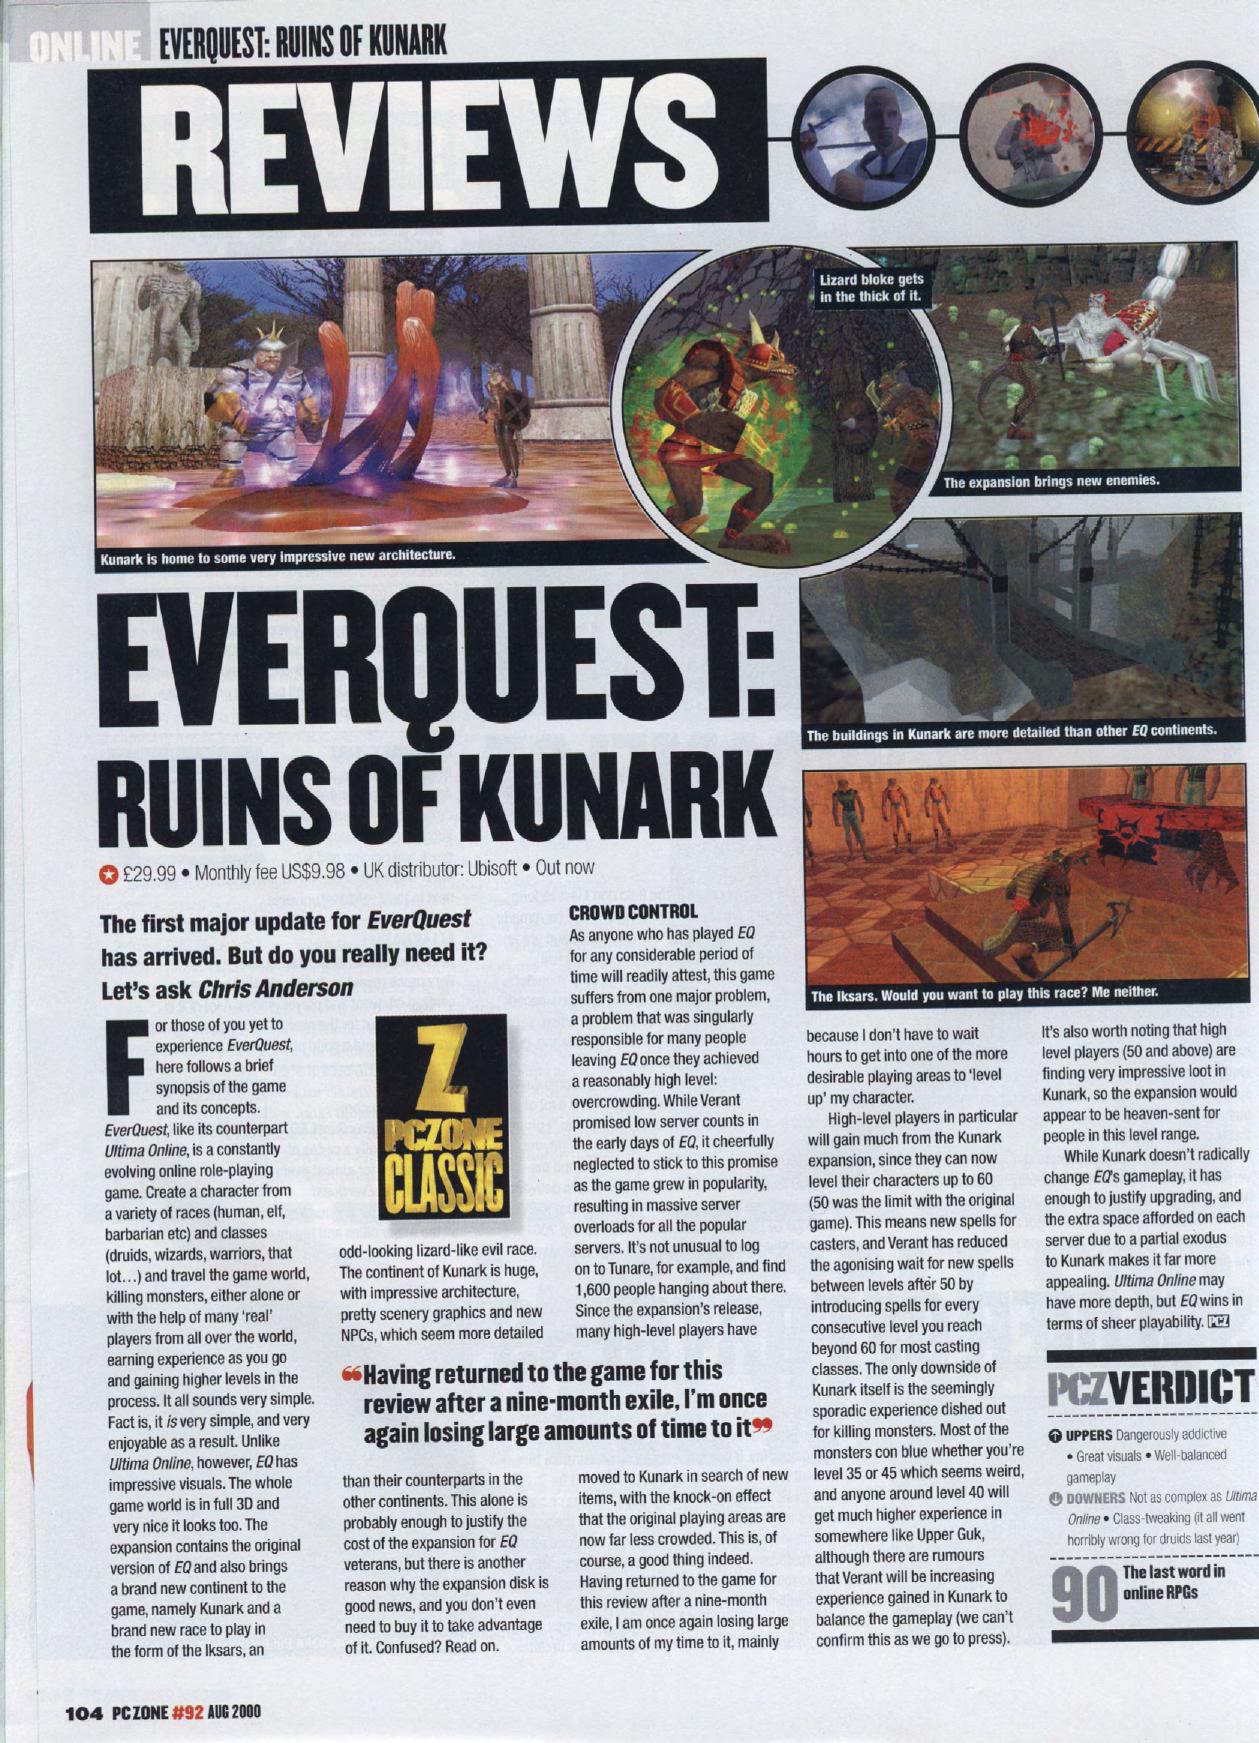 ONLINE EVERQUEST: RUINS OF KUNARK
REVIEWS
Lizard bloke gets
in the thick of it.
The expansion brings new enemies.
Kunark is home to some very impressive new architecture.
The buildings in Kunark are more detailed than other EQ continents.
The Iksars. Would you want to play this race? Me neither.
EVERQUEST:
RUINS OF KUNARK
£29.99 • Monthly fee US$9.98 • UK distributor: Ubisoft • Out now
The first major update for EverQuest
has arrived. But do you really need it?
Let's ask Chris Anderson
For those of you yet to
experience EverQuest,
here follows a brief
synopsis of the game
and its concepts.
EverQuest, like its counterpart
Ultima Online, is a constantly
evolving online role-playing
game. Create a character from
a variety of races (human, elf,
barbarian etc) and classes
(druids, wizards, warriors, that
lot...) and travel the game world,
killing monsters, either alone or
with the help of many 'real'
players from all over the world,
earning experience as you go
and gaining higher levels in the
process. It all sounds very simple.
Fact is, it is very simple, and very
enjoyable as a result. Unlike
Ultima Online, however, EQ has
impressive visuals. The whole
game world is in full 3D and
very nice it looks too. The
expansion contains the original
version of EQ and also brings
a brand new continent to the
game, namely Kunark and a
brand new race to play in
the form of the Iksars, an
Z
PCZONE
CLASSIC
odd-looking lizard-like evil race.
The continent of Kunark is huge,
with impressive architecture,
pretty scenery graphics and new
NPCs, which seem more detailed
“Having returned to the game for this
review after a nine-month exile, I'm once
again losing large amounts of time to it”
than their counterparts in the
other continents. This alone is
probably enough to justify the
cost of the expansion for EQ
veterans, but there is another
reason why the expansion disk is
good news, and you don't even
need to buy it to take advantage
of it. Confused? Read on.
CROWD CONTROL
As anyone who has played EQ
for any considerable period of
time will readily attest, this game
suffers from one major problem,
a problem that was singularly
responsible for many people
leaving EQ once they achieved
a reasonably high level:
overcrowding. While Verant
promised low server counts in
the early days of EQ, it cheerfully
neglected to stick to this promise
as the game grew in popularity,
resulting in massive server
overloads for all the popular
servers. It's not unusual to log
on to Tunare, for example, and find
1,600 people hanging about there.
Since the expansion's release,
many high-level players have
moved to Kunark in search of new
items, with the knock-on effect
that the original playing areas are
now far less crowded. This is, of
course, a good thing indeed.
Having returned to the game for
this review after a nine-month
exile, I am once again losing large
amounts of my time to it, mainly
because I don't have to wait
hours to get into one of the more
desirable playing areas to 'level
up' my character.
High-level players in particular
will gain much from the Kunark
expansion, since they can now
level their characters up to 60
(50 was the limit with the original
game). This means new spells for
casters, and Verant has reduced
the agonising wait for new spells
between levels after 50 by
introducing spells for every
consecutive level you reach
beyond 60 for most casting
classes. The only downside of
Kunark itself is the seemingly
sporadic experience dished out
for killing monsters. Most of the
monsters con blue whether you're
level 35 or 45 which seems weird,
and anyone around level 40 will
get much higher experience in
somewhere like Upper Guk,
although there are rumours
that Verant will be increasing
experience gained in Kunark to
balance the gameplay (we can't
confirm this as we go to press).
It's also worth noting that high
level players (50 and above) are
finding very impressive loot in
Kunark, so the expansion would
appear to be heaven-sent for
people in this level range.
While Kunark doesn't radically
change EQ's gameplay, it has
enough to justify upgrading, and
the extra space afforded on each
server due to a partial exodus
to Kunark makes it far more
appealing. Ultima Online may
have more depth, but EQ wins in
terms of sheer playability. PCZ
PCZVERDICT
UPPERS Dangerously addictive
• Great visuals • Well-balanced
gameplay
DOWNERS Not as complex as Ultima
Online • Class-tweaking (it all went
horribly wrong for druids last year)
90 The last word in
online RPGs
104 PCZONE #92 AUG 2000